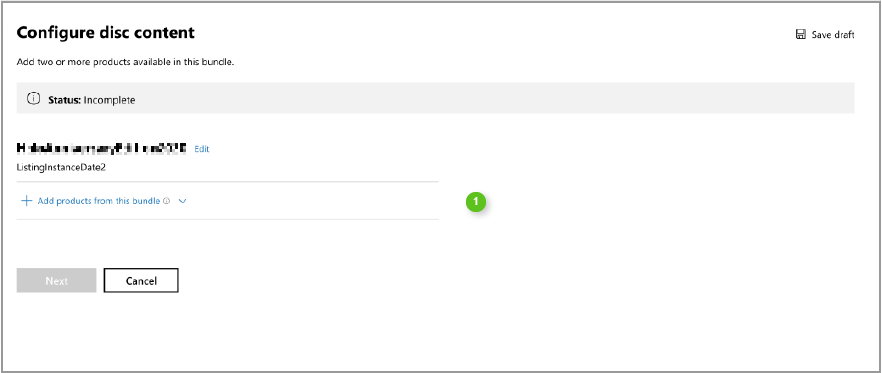 Configure disc content
Save draft
Add two or more products available in this bundle.
Status: Incomplete
Edit
ListingInstanceDate2
Add products from this bundle
1
Next
Cancel